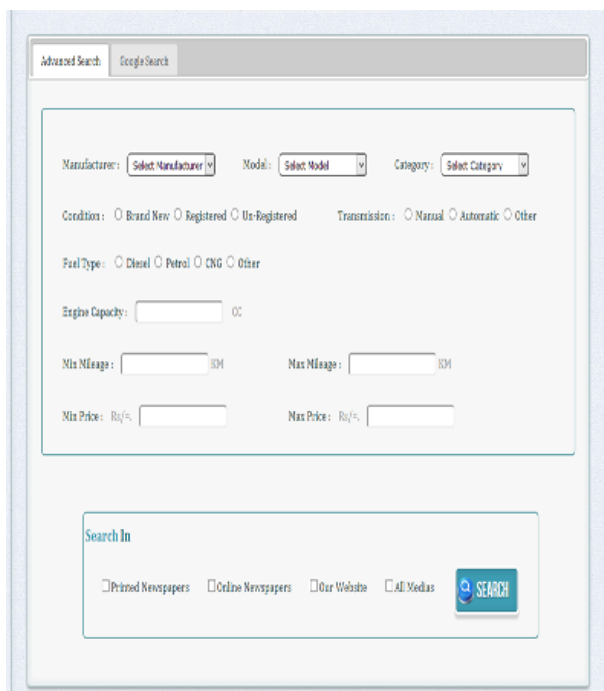 Advanced Search Google Search
Manufacturer : Select Manufacturer Model : Select Model Category : Select Category
Condition : Brand New Registered Un-Registered Transmission : Manual Automatic Other
Fuel Type : Diesel Petrol CNG Other
Engine Capacity : CC
Min Mileage : KM Max Mileage : KM
Min Price : Rs/=. Max Price : Rs/=.
Search In
Printed Newspapers Online Newspapers Our Website All Medias SEARCH